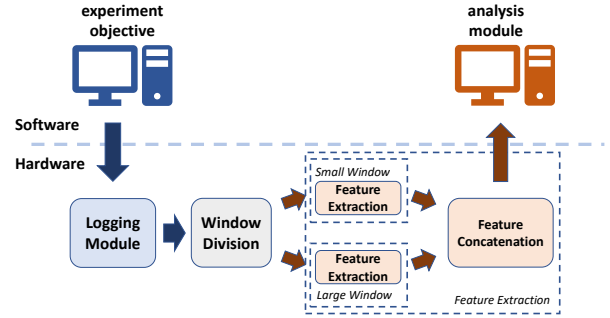 experiment
objective
analysis
module
Software
Hardware
Small Window
Feature
Extraction
Logging
Module
Window
Division
Feature
Concatenation
Feature
Extraction
Large Window
Feature Extraction